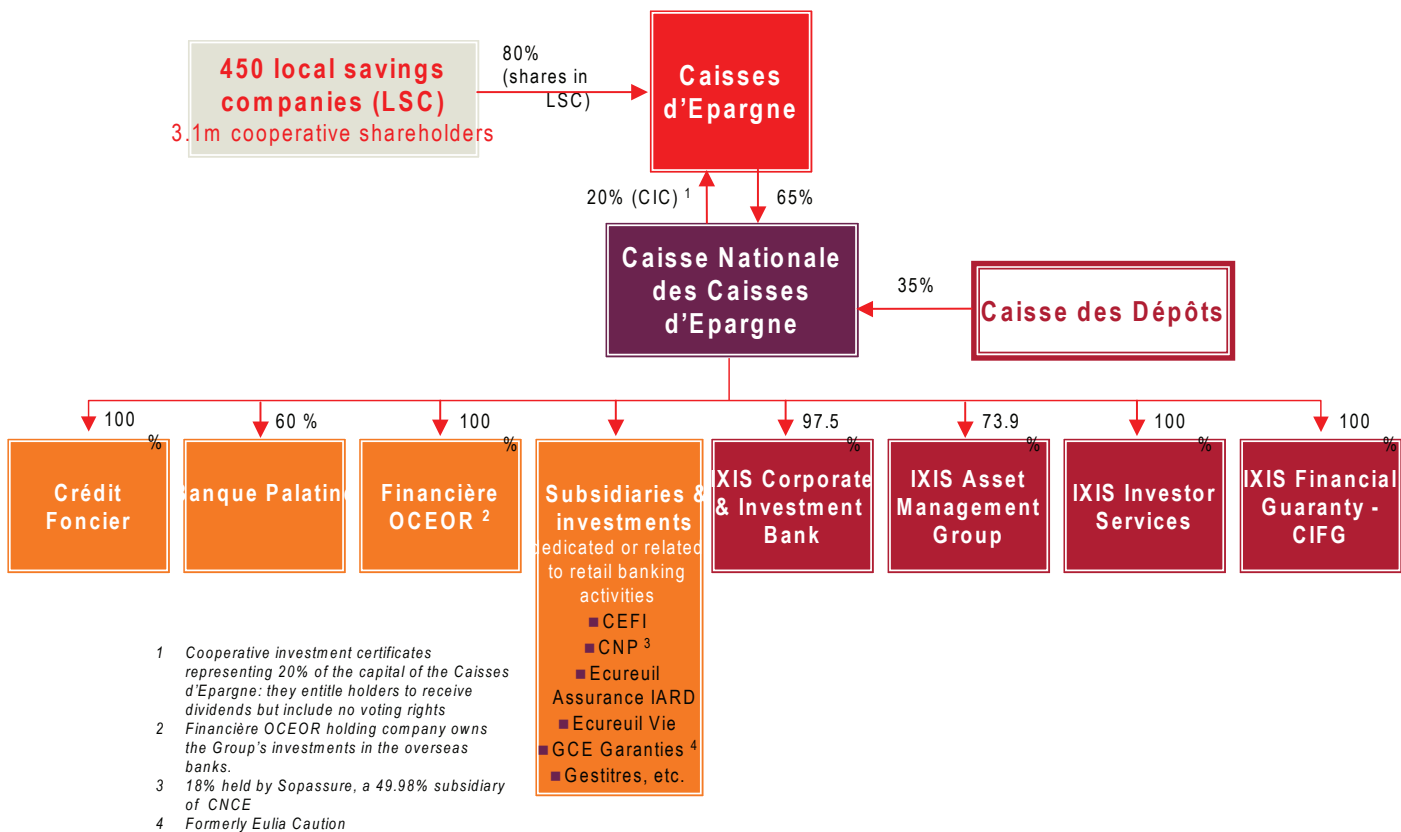 450 local savings
companies (LSC)
3.1m cooperative shareholders
80%
(shares in
LSC)
Caisses
d'Epargne
20% (CIC) 1
65%
Caisse Nationale
des Caisses
d'Epargne
35%
Caisse des Dépôts
100
%
60 %
100
%
97.5
%
73.9
%
100
%
100
%
Crédit
Foncier
Banque Palatine
Financière
OCEOR 2
Subsidiaries &
investments
dedicated or related
to retail banking
activities
■ CEFI
■ CNP 3
■ Ecureuil
Assurance IARD
■ Ecureuil Vie
■ GCE Garanties 4
■ Gestitres, etc.
IXIS Corporate
& Investment
Bank
IXIS Asset
Management
Group
IXIS Investor
Services
IXIS Financial
Guaranty -
CIFG
1 Cooperative investment certificates
representing 20% of the capital of the Caisses
d'Epargne: they entitle holders to receive
dividends but include no voting rights
2 Financière OCEOR holding company owns
the Group's investments in the overseas
banks.
3 18% held by Sopassure, a 49.98% subsidiary
of CNCE
4 Formerly Eulia Caution